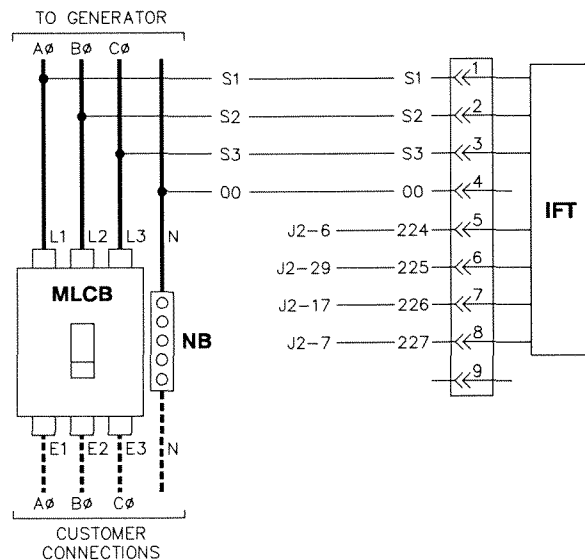 TO GENERATOR
AØ BØ CØ
S1 S1 1
S2 S2 2
S3 S3 3
00 00 4
IFT
L1 L2 L3 N
J2-6 224 5
J2-29 225 6
MLCB
J2-17 226 7
NB
J2-7 227 8
9
E1 E2 E3 N
AØ BØ CØ
CUSTOMER
CONNECTIONS